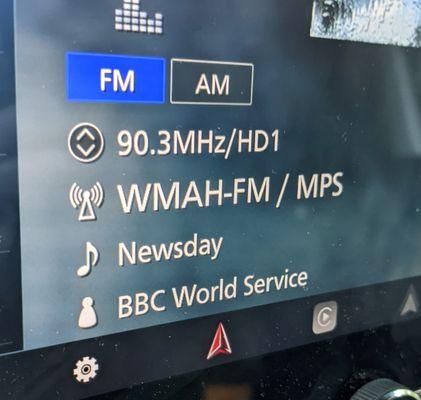 FM AM
90.3MHz/HD1
WMAH-FM / MPS
Newsday
BBC World Service